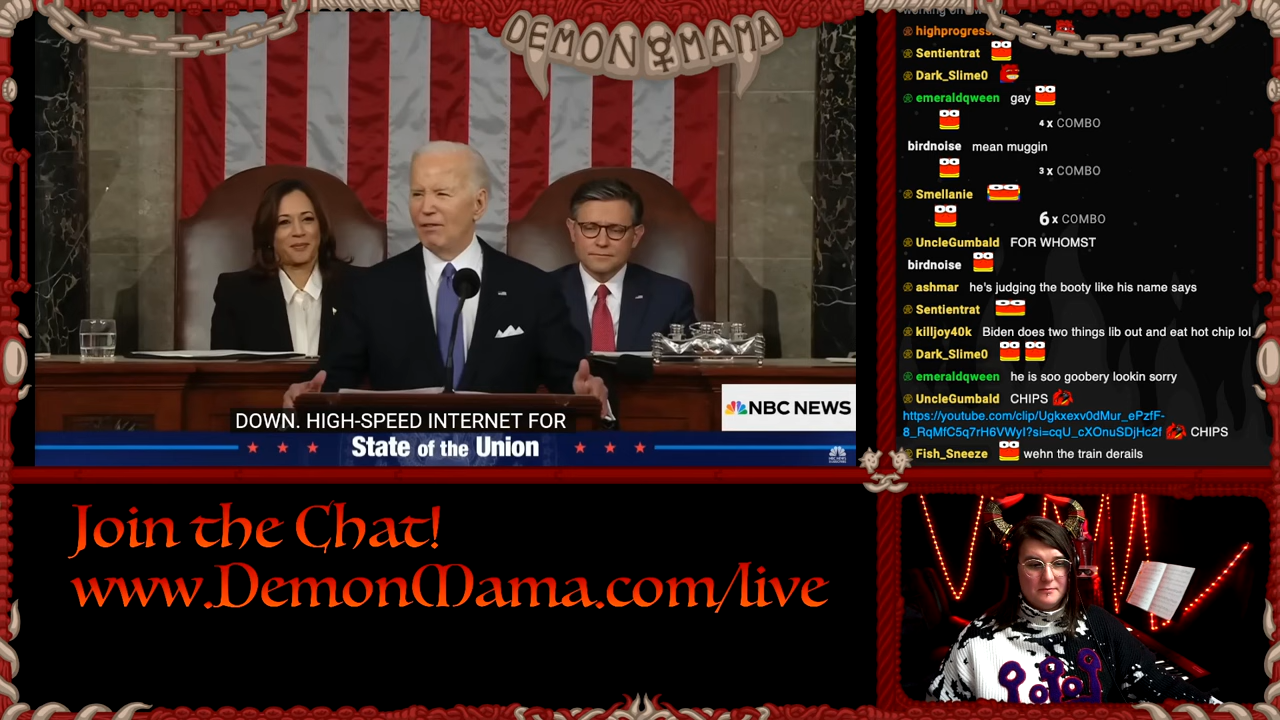 DEMON MAMA
DOWN. HIGH-SPEED INTERNET FOR
NBC NEWS
State of the Union
Join the Chat!
www.DemonMama.com/live
highprogress
Sentientrat
Dark_Slime0
emeraldqween gay
4 x COMBO
birdnoise mean muggin
3 x COMBO
Smellanie
6 x COMBO
UncleGumbald FOR WHOMST
birdnoise
ashmar he's judging the booty like his name says
Sentientrat
killjoy40k Biden does two things lib out and eat hot chip lol
Dark_Slime0
emeraldqween he is soo goobery lookin sorry
UncleGumbald CHIPS
https://youtube.com/clip/Ugkxexv0dMur_ePzfF-
8_RqMfC5q7rH6VWyI?si=cqU_cXOnuSDjHc2f CHIPS
Fish_Sneeze wehn the train derails